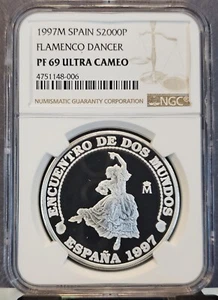 1997M SPAIN S2000P
FLAMENCO DANCER
PF 69 ULTRA CAMEO
4751148-006
NUMISMATIC GUARANTY CORPORATION
NGC
ENCUENTRO DE DOS MUNDOS
M
ESPAÑA 1997